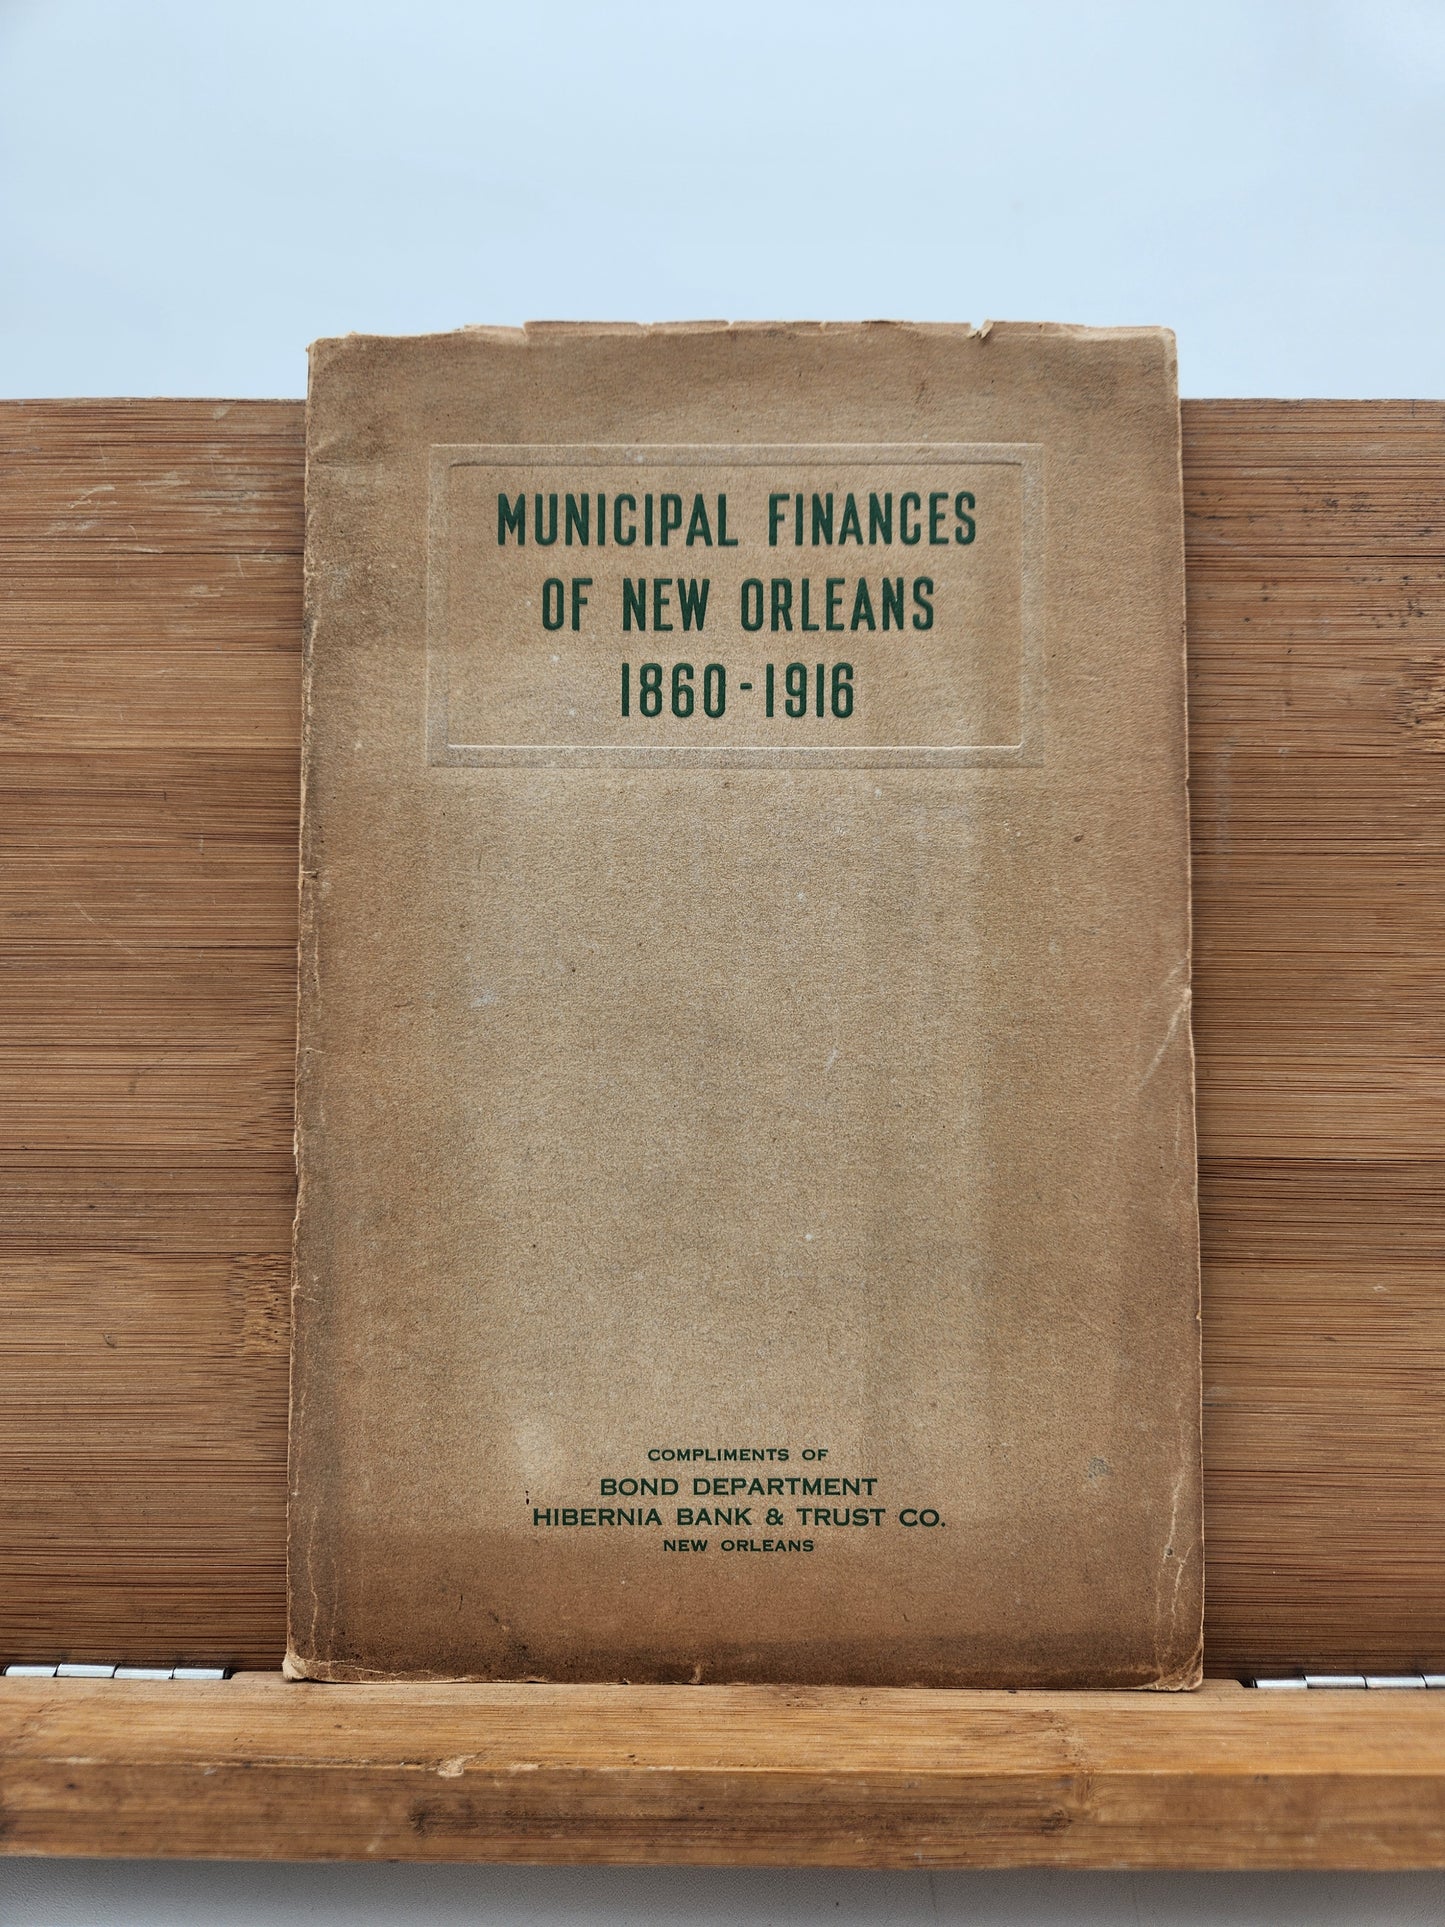 MUNICIPAL FINANCES
OF NEW ORLEANS
1860-1916
COMPLIMENTS OF
BOND DEPARTMENT
HIBERNIA BANK & TRUST CO.
NEW ORLEANS